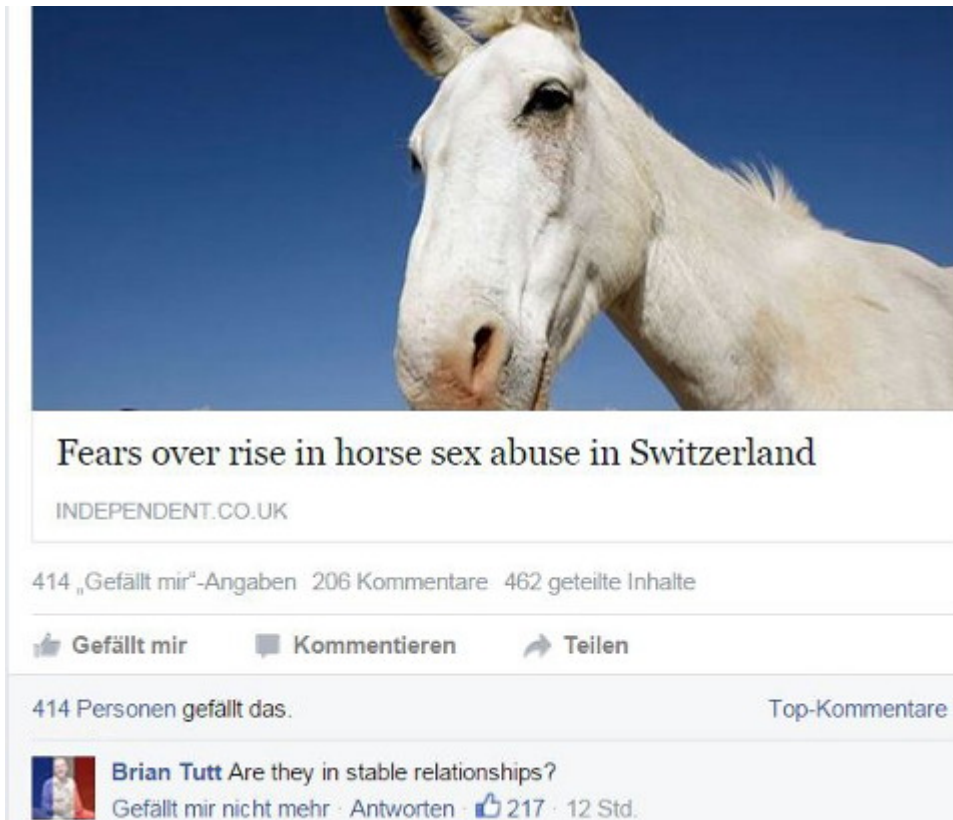 Fears over rise in horse sex abuse in Switzerland
INDEPENDENT.CO.UK
414 „Gefällt mir“-Angaben 206 Kommentare 462 geteilte Inhalte
Gefällt mir Kommentieren Teilen
414 Personen gefällt das. Top-Kommentare
Brian Tutt Are they in stable relationships?
Gefällt mir nicht mehr · Antworten · 217 · 12 Std.